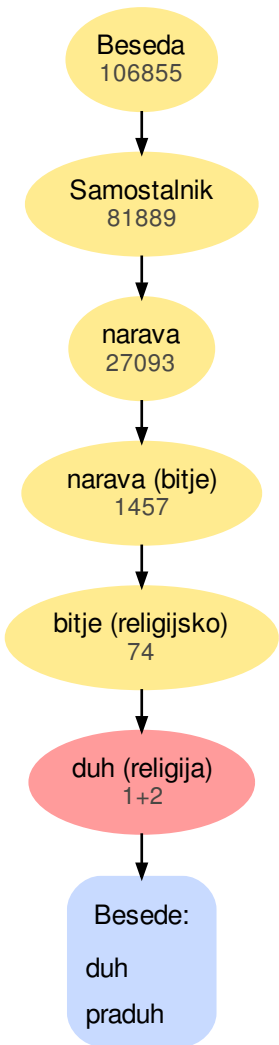 Beseda
106855
Samostalnik
81889
narava
27093
narava (bitje)
1457
bitje (religijsko)
74
duh (religija)
1+2
Besede:
duh
praduh